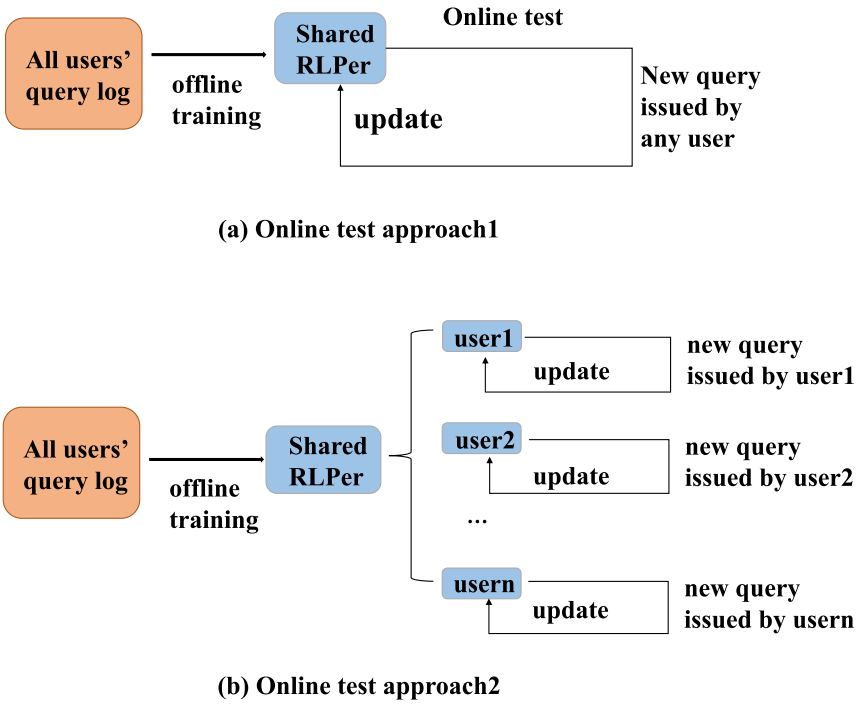 Online test
All users'
query log
offline
training
Shared
RLPer
update
New query
issued by
any user
(a) Online test approach1
All users'
query log
offline
training
Shared
RLPer
user1
update
new query
issued by user1
user2
update
new query
issued by user2
...
usern
update
new query
issued by usern
(b) Online test approach2